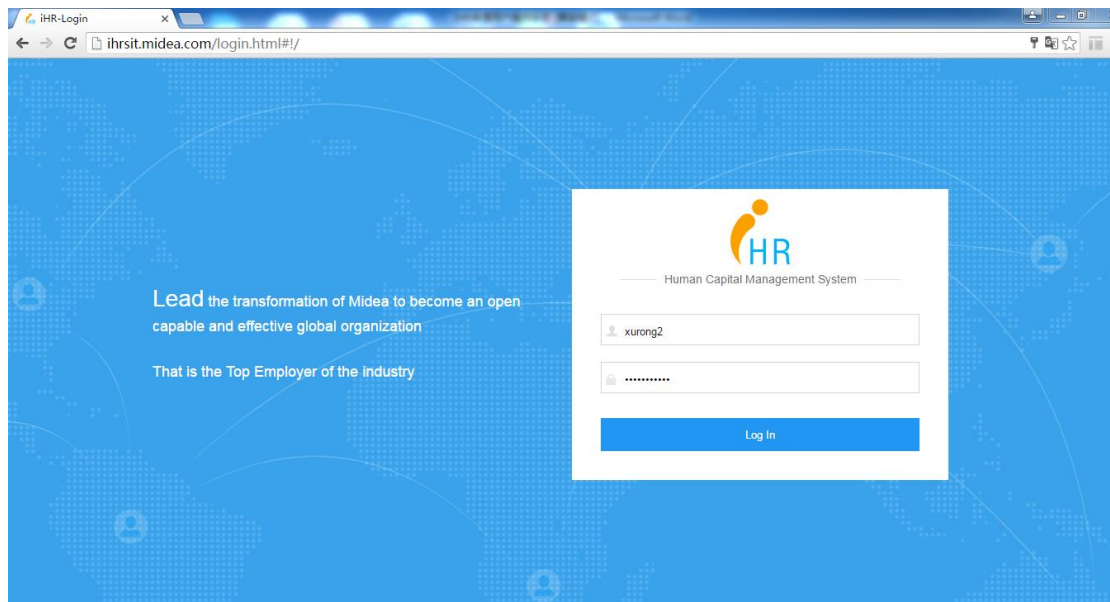 iHR-Login
ihrsit.midea.com/login.html#!/
HR
Human Capital Management System
Lead the transformation of Midea to become an open
capable and effective global organization
That is the Top Employer of the industry
xurong2
•••••••••••
Log In